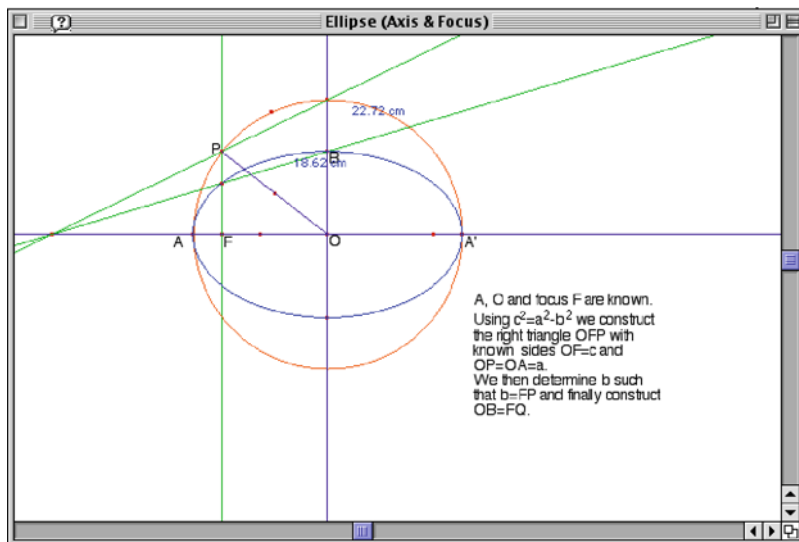 Ellipse (Axis & Focus)
22.72 cm
P
B
18.62 cm
A
F
O
A'
A, O and focus F are known.
Using c²=a²-b² we construct
the right triangle OFP with
known sides OF=c and
OP=OA=a.
We then determine b such
that b=FP and finally construct
OB=FQ.